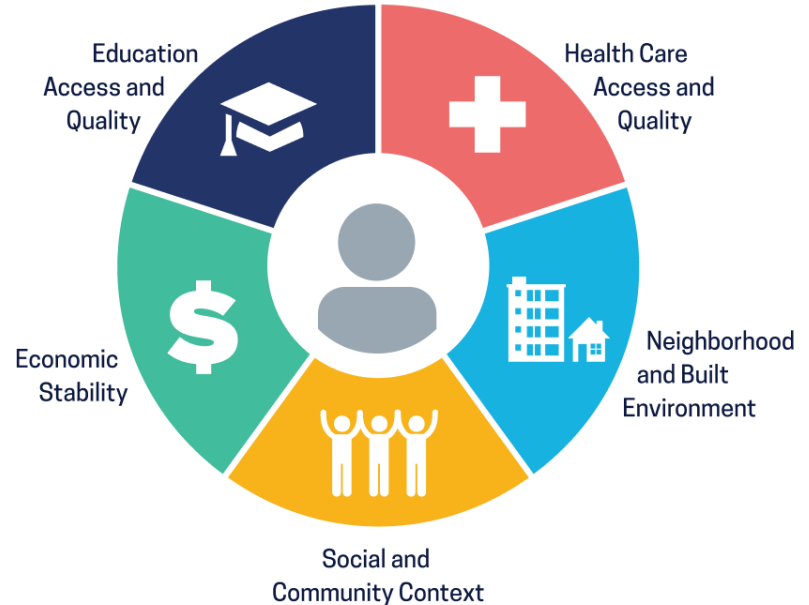 Education
Access and
Quality
Health Care
Access and
Quality
Economic
Stability
Neighborhood
and Built
Environment
Social and
Community Context